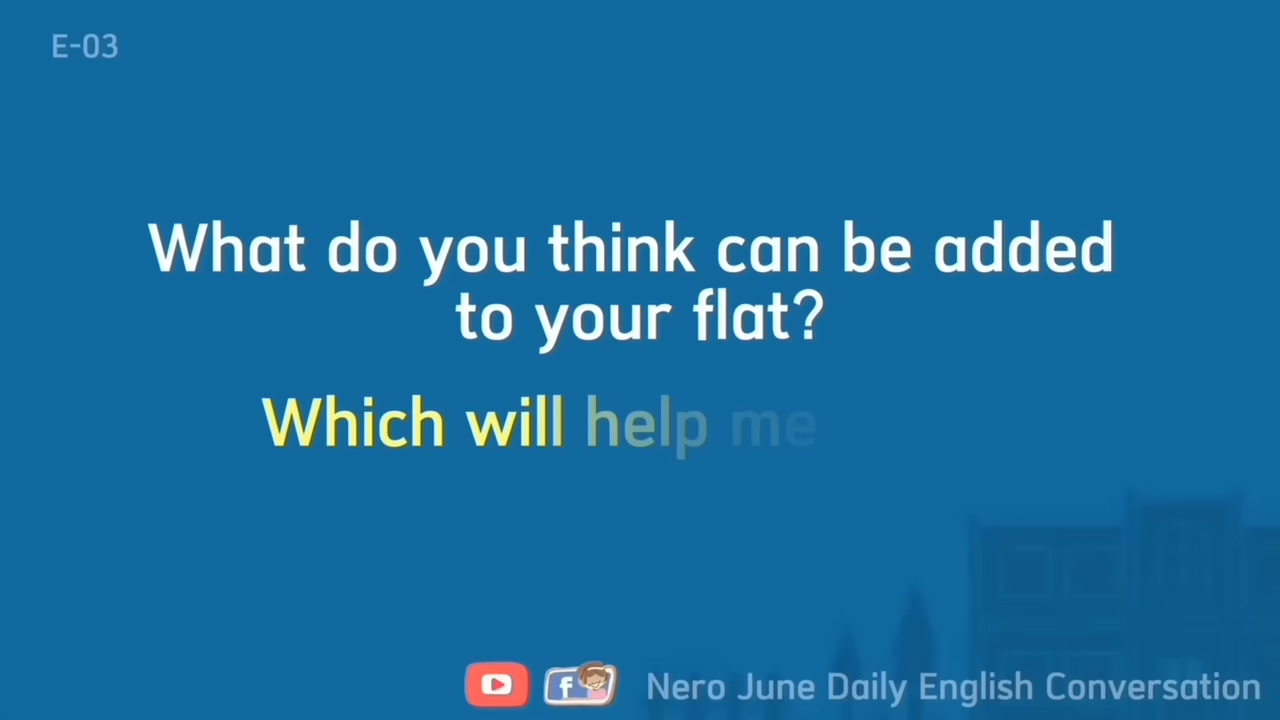 E-03
What do you think can be added
to your flat?
Which will help me
Nero June Daily English Conversation